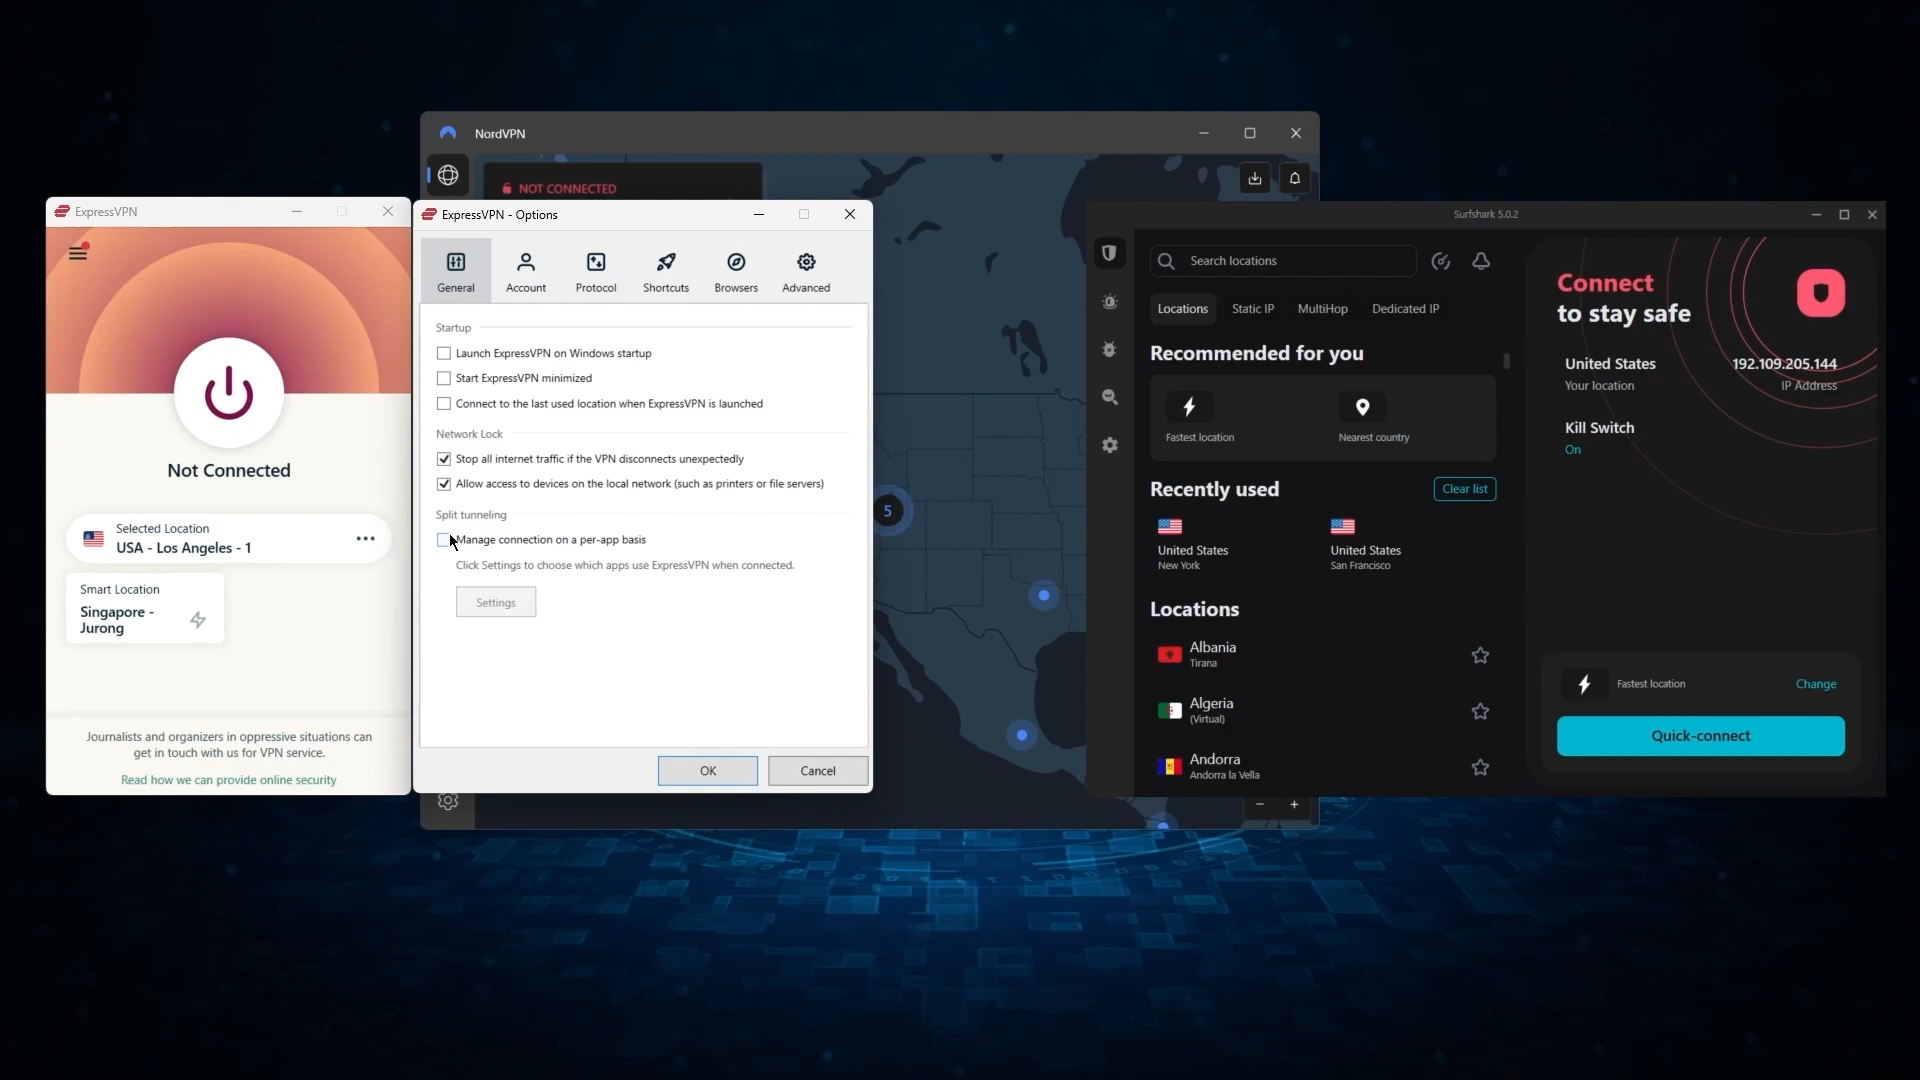 NordVPN
NOT CONNECTED
ExpressVPN
Not Connected
Selected Location
USA - Los Angeles - 1
Smart Location
Singapore -
Jurong
Journalists and organizers in oppressive situations can
get in touch with us for VPN service.
Read how we can provide online security
ExpressVPN - Options
General
Account
Protocol
Shortcuts
Browsers
Advanced
Startup
Launch ExpressVPN on Windows startup
Start ExpressVPN minimized
Connect to the last used location when ExpressVPN is launched
Network Lock
Stop all internet traffic if the VPN disconnects unexpectedly
Allow access to devices on the local network (such as printers or file servers)
Split tunneling
Manage connection on a per-app basis
Click Settings to choose which apps use ExpressVPN when connected.
Settings
OK
Cancel
5
Surfshark 5.0.2
Search locations
Locations
Static IP
MultiHop
Dedicated IP
Recommended for you
Fastest location
Nearest country
Recently used
Clear list
United States
New York
United States
San Francisco
Locations
Albania
Tirana
Algeria
(Virtual)
Andorra
Andorra la Vella
Connect
to stay safe
United States
192.109.205.144
Your location
IP Address
Kill Switch
On
Fastest location
Change
Quick-connect